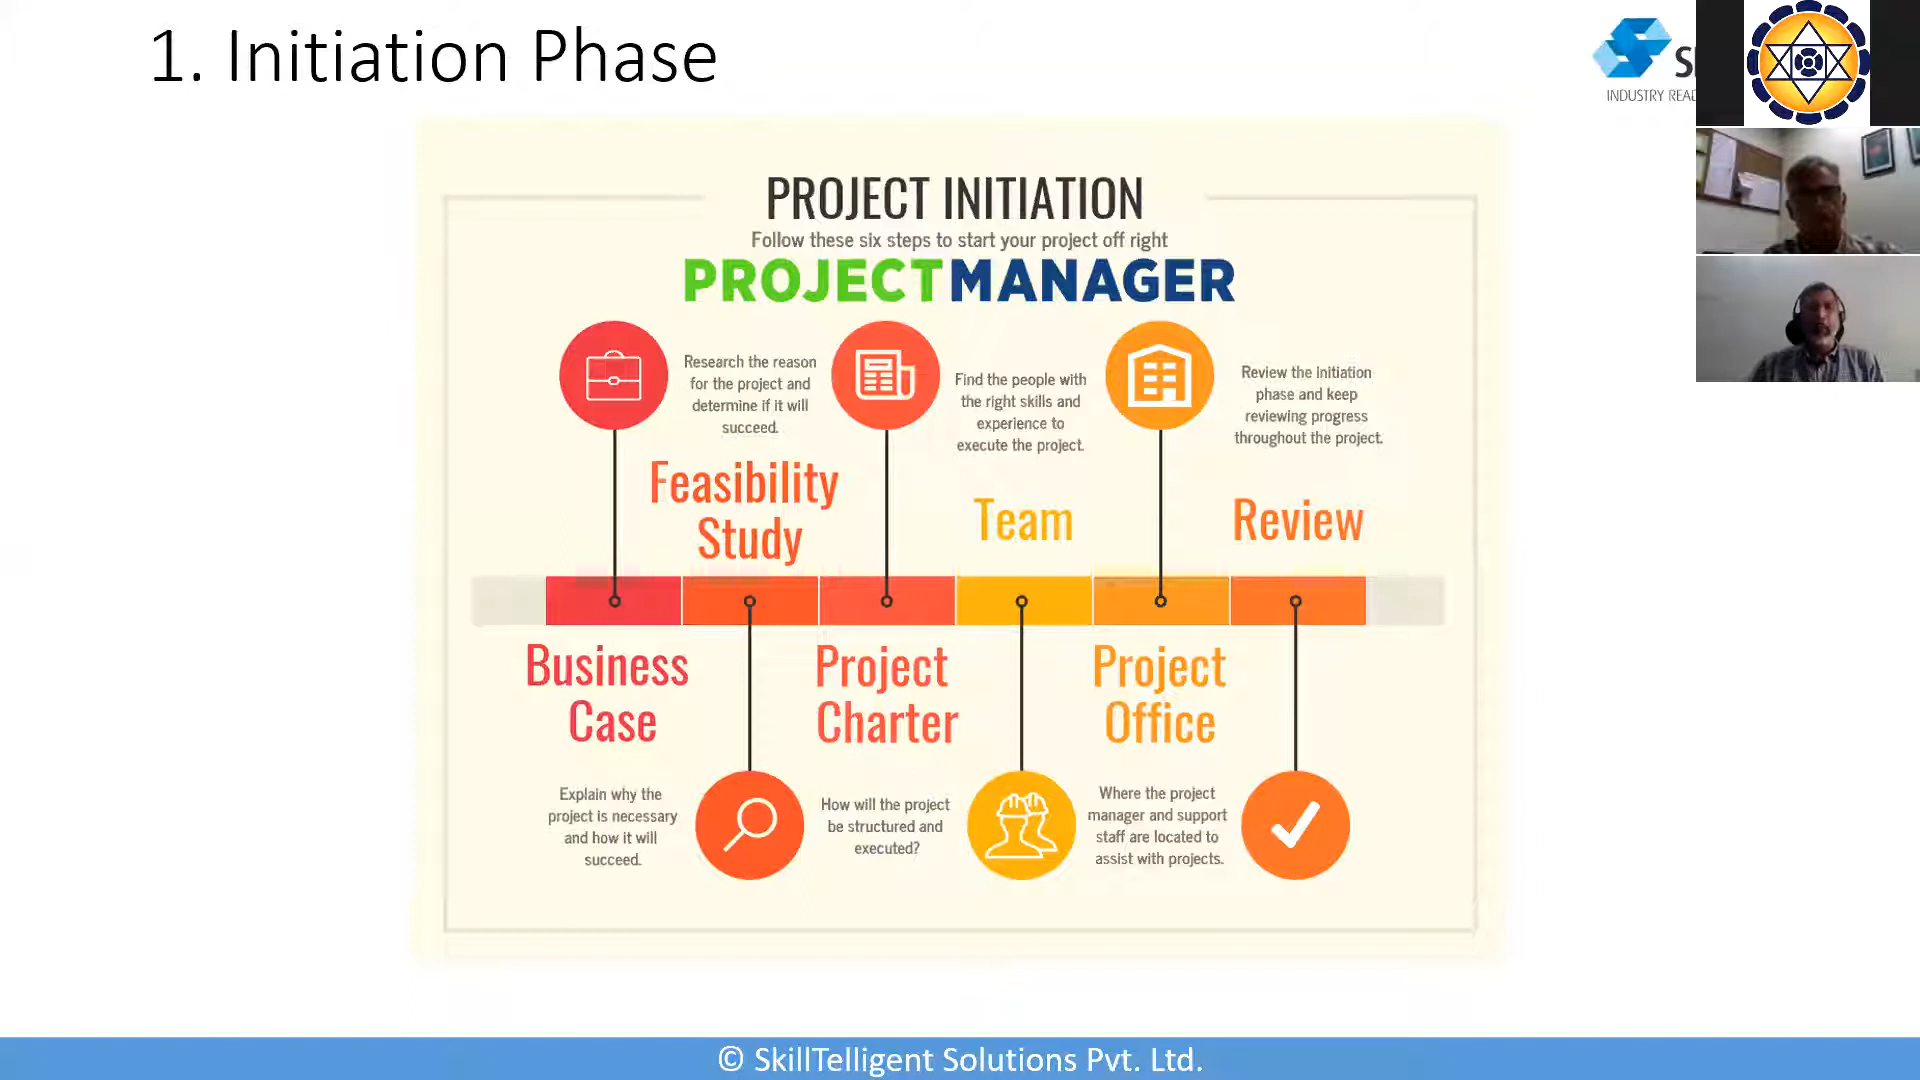 1. Initiation Phase
INDUSTRY
PROJECT INITIATION
Follow these six steps to start your project off right
PROJECTMANAGER
Research the reason
for the project and
determine if it will
succeed.
Find the people with
the right skills and
experience to
execute the project.
Review the initiation
phase and keep
reviewing progress
throughout the project.
Feasibility
Study
Team
Review
Business
Case
Project
Charter
Project
Office
Explain why the
project is necessary
and how it will
succeed.
How will the project
be structured and
executed?
Where the project
manager and support
staff are located to
assist with projects.
© SkillTelligent Solutions Pvt. Ltd.